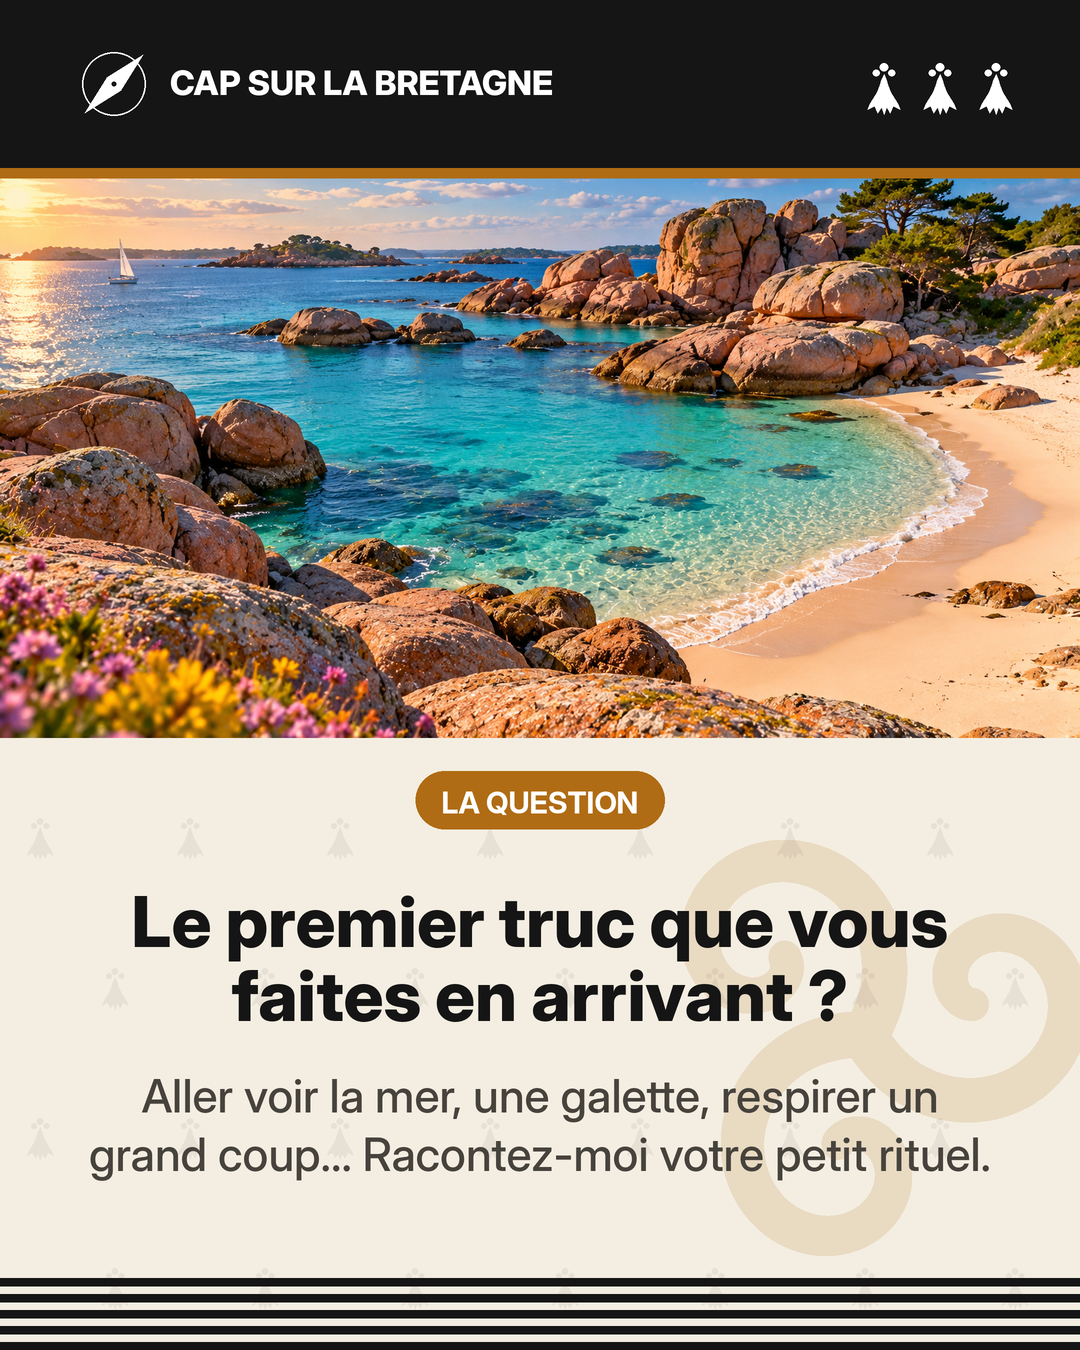 CAP SUR LA BRETAGNE
LA QUESTION
Le premier truc que vous
faites en arrivant ?
Aller voir la mer, une galette, respirer un
grand coup... Racontez-moi votre petit rituel.